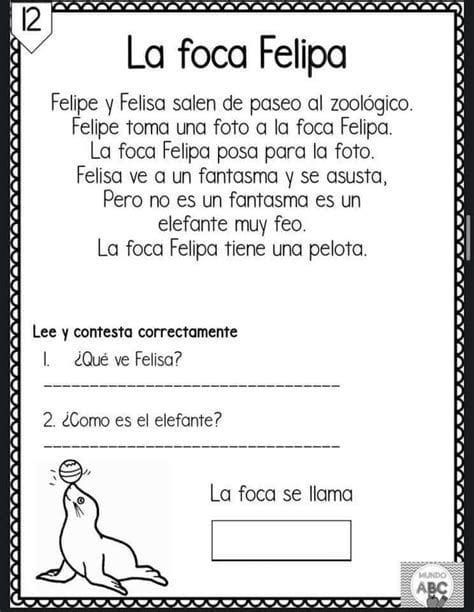 12
La foca Felipa
Felipe y Felisa salen de paseo al zoológico.
Felipe toma una foto a la foca Felipa.
La foca Felipa posa para la foto.
Felisa ve a un fantasma y se asusta,
Pero no es un fantasma es un
elefante muy feo.
La foca Felipa tiene una pelota.
Lee y contesta correctamente
1. ¿Qué ve Felisa?
2. ¿Como es el elefante?
La foca se llama
MUNDO
ABC